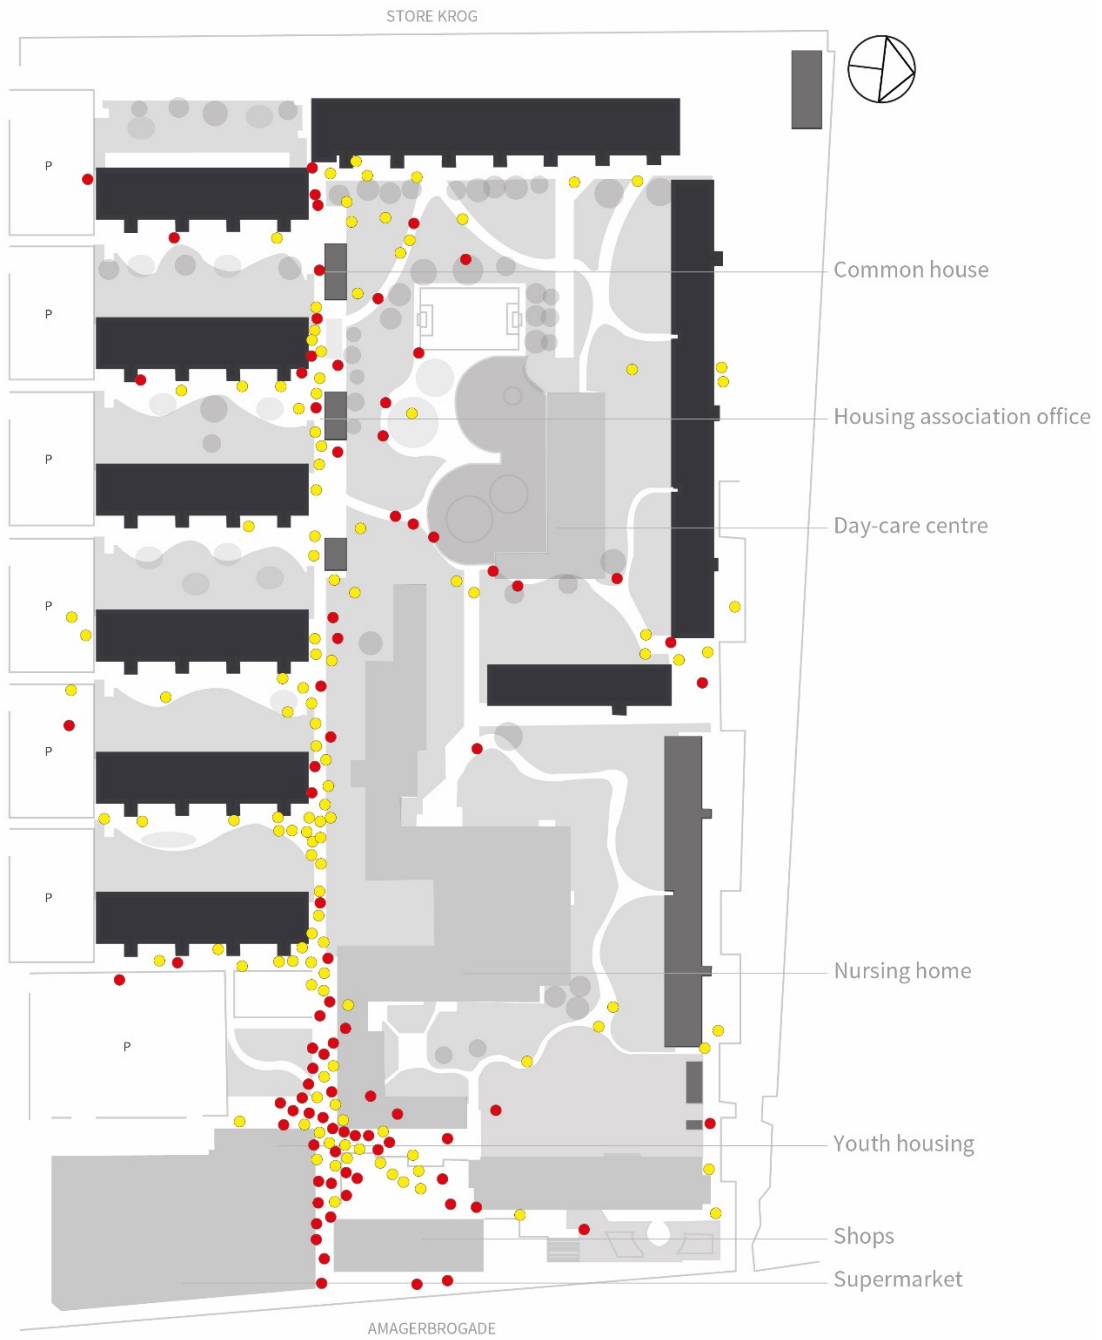 STORE KROG
P
Common house
P
Housing association office
P
Day-care centre
P
P
P
Nursing home
P
Youth housing
Shops
Supermarket
AMAGERBROGADE